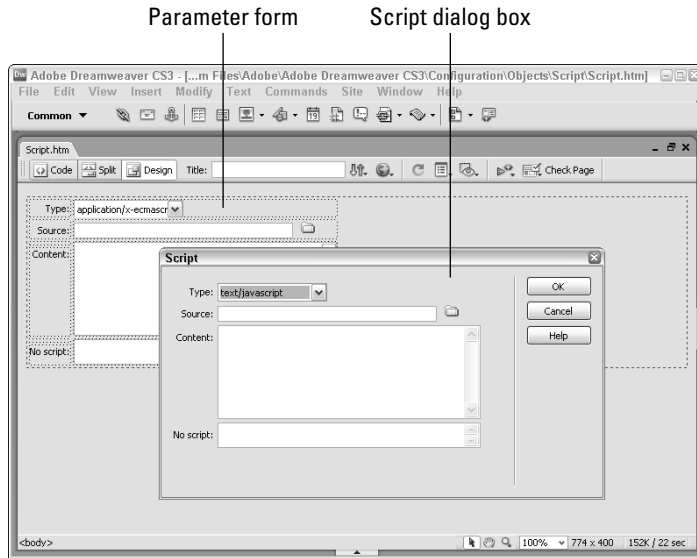 Parameter form Script dialog box
Dw Adobe Dreamweaver CS3 - [...m Files\Adobe\Adobe Dreamweaver CS3\Configuration\Objects\Script\Script.htm]
File Edit View Insert Modify Text Commands Site Window Help
Common
Script.htm
Code Split Design Title: Check Page
Type: application/x-ecmascr
Source:
Content:
No script:
Script
Type: text/javascript
Source:
Content:
No script:
OK
Cancel
Help
<body> 100% 774 x 400 152K / 22 sec